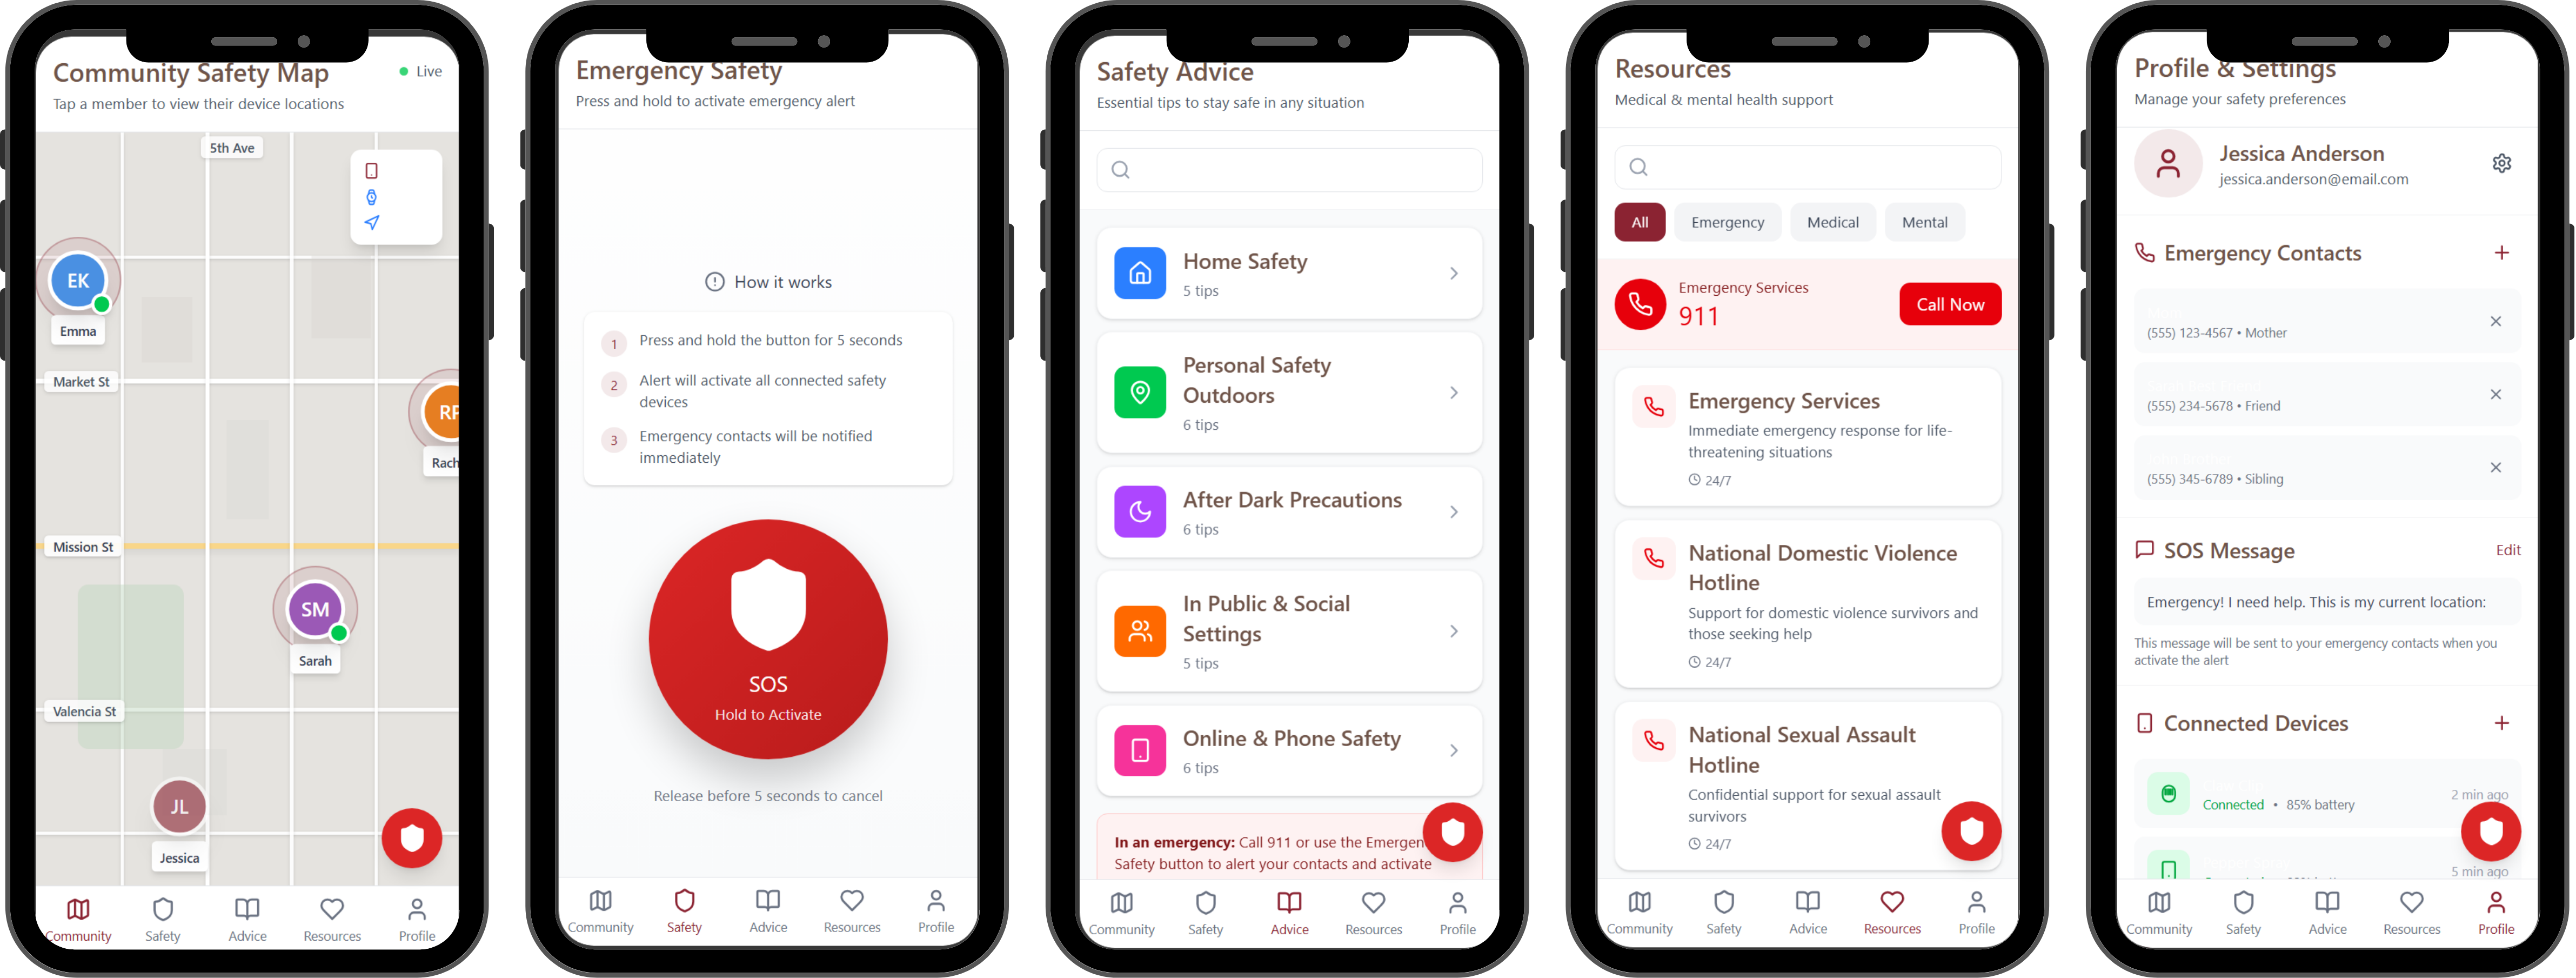 Community Safety Map
Live
Tap a member to view their device locations
5th Ave
EK
Emma
Market St
RP
Rach
Mission St
SM
Sarah
Valencia St
JL
Jessica
Community
Safety
Advice
Resources
Profile
Emergency Safety
Press and hold to activate emergency alert
How it works
1
Press and hold the button for 5 seconds
2
Alert will activate all connected safety
devices
3
Emergency contacts will be notified
immediately
SOS
Hold to Activate
Release before 5 seconds to cancel
Community
Safety
Advice
Resources
Profile
Safety Advice
Essential tips to stay safe in any situation
Home Safety
5 tips
Personal Safety
Outdoors
6 tips
After Dark Precautions
6 tips
In Public & Social
Settings
5 tips
Online & Phone Safety
6 tips
In an emergency: Call 911 or use the Emergen
Safety button to alert your contacts and activate
Community
Safety
Advice
Resources
Profile
Resources
Medical & mental health support
All
Emergency
Medical
Mental
Emergency Services
911
Call Now
Emergency Services
Immediate emergency response for life-
threatening situations
24/7
National Domestic Violence
Hotline
Support for domestic violence survivors and
those seeking help
24/7
National Sexual Assault
Hotline
Confidential support for sexual assault
survivors
24/7
Community
Safety
Advice
Resources
Profile
Profile & Settings
Manage your safety preferences
Jessica Anderson
jessica.anderson@email.com
Emergency Contacts
(555) 123-4567 • Mother
(555) 234-5678 • Friend
(555) 345-6789 • Sibling
SOS Message
Edit
Emergency! I need help. This is my current location:
This message will be sent to your emergency contacts when you
activate the alert
Connected Devices
Connected • 85% battery
2 min ago
5 min ago
Community
Safety
Advice
Resources
Profile